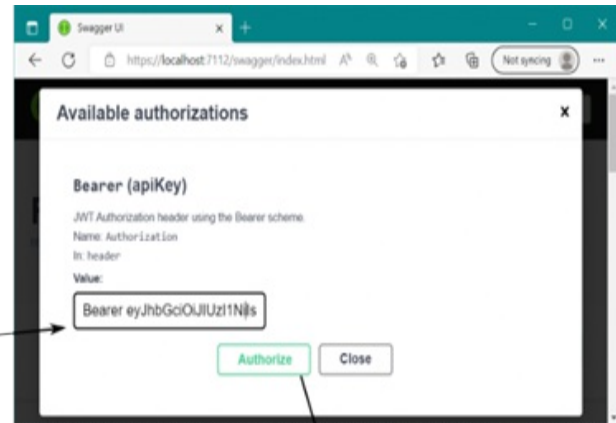 Swagger UI
https://localhost:7112/swagger/index.html
Not syncing
Available authorizations
x
Bearer (apiKey)
JWT Authorization header using the Bearer scheme.
Name: Authorization
In: header
Value:
Bearer eyJhbGciOiJIUzI1NiIs
Authorize
Close